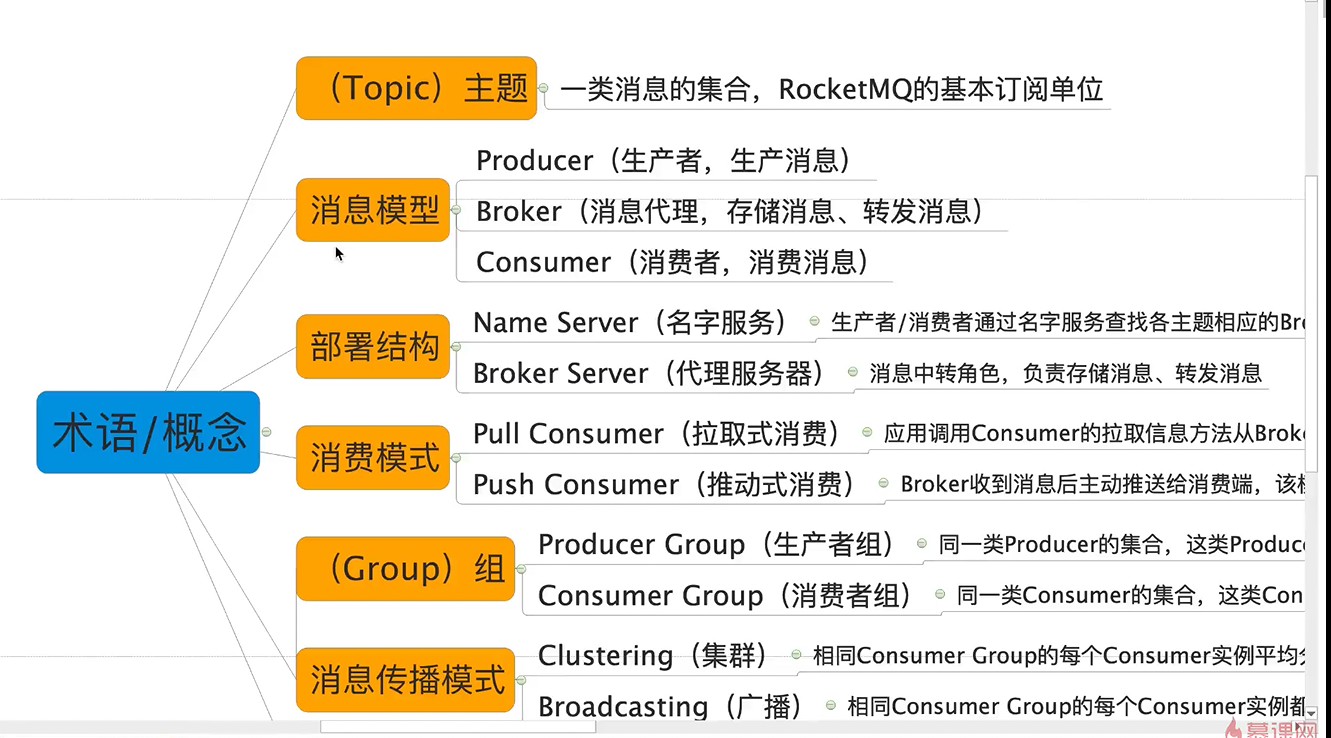 （Topic）主题
一类消息的集合，RocketMQ的基本订阅单位
消息模型
Producer（生产者，生产消息）
Broker（消息代理，存储消息、转发消息）
Consumer（消费者，消费消息）
部署结构
Name Server（名字服务）
生产者/消费者通过名字服务查找各主题相应的Bro
Broker Server（代理服务器）
消息中转角色，负责存储消息、转发消息
术语/概念
消费模式
Pull Consumer（拉取式消费）
应用调用Consumer的拉取信息方法从Broke
Push Consumer（推动式消费）
Broker收到消息后主动推送给消费端，该
（Group）组
Producer Group（生产者组）
同一类Producer的集合，这类Produce
Consumer Group（消费者组）
同一类Consumer的集合，这类Con
消息传播模式
Clustering（集群）
相同Consumer Group的每个Consumer实例平均
Broadcasting（广播）
相同Consumer Group的每个Consumer实例都
慕课网